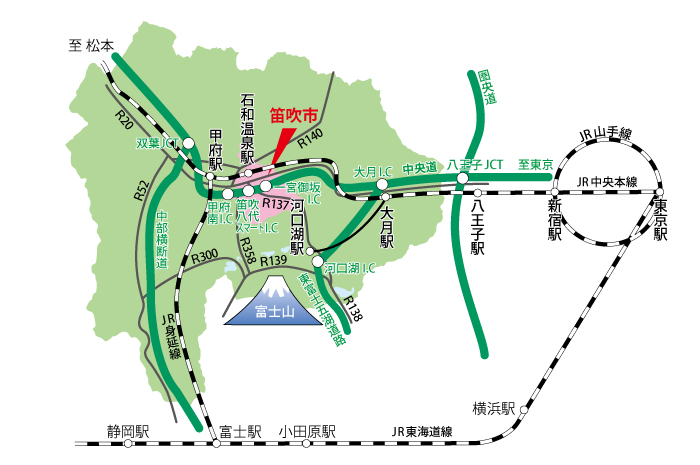 至 松本
圏央道
R20
双葉JCT
甲府駅
石和温泉駅
笛吹市
R140
JR山手線
大月I.C
中央道
八王子JCT
至東京
JR中央本線
R52
甲府
南I.C
笛吹
八代
スマートI.C
一宮御坂
I.C
R137
河口湖駅
大月駅
八王子駅
新宿駅
東京駅
中部横断道
R300
R358
R139
河口湖 I.C
富士山
東富士五湖道路
R138
JR身延線
横浜駅
静岡駅
富士駅
小田原駅
JR東海道線